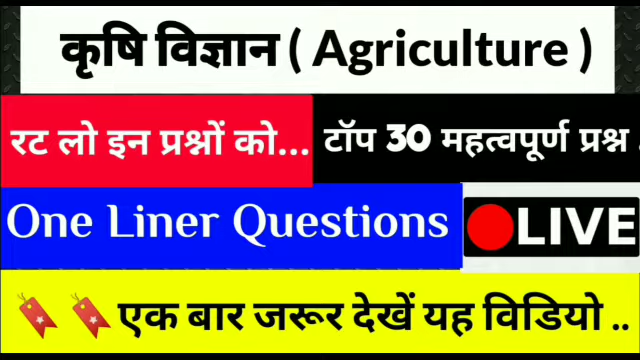 कृषि विज्ञान ( Agriculture )
रट लो इन प्रश्नों को... टॉप 30 महत्वपूर्ण प्रश्न .
One Liner Questions LIVE
एक बार जरूर देखें यह विडियो ..